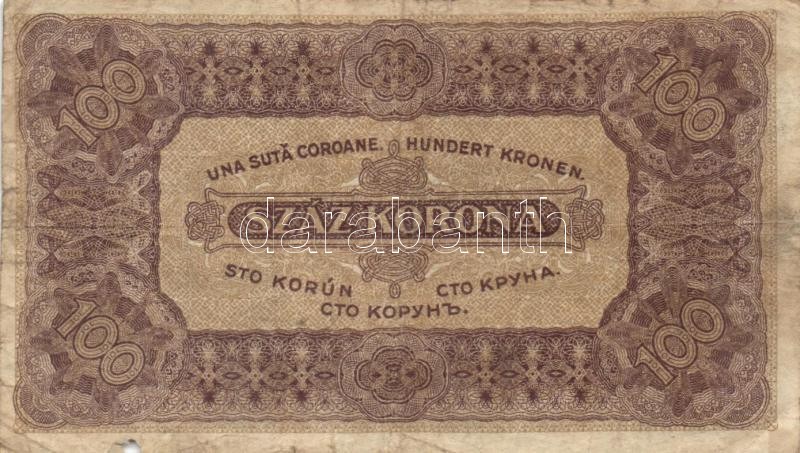 100 100
UNA SUTĂ COROANE. HUNDERT KRONEN.
SZÁZ KORONA
darabanth
STO KORÚN СТО КРУНА.
СТО КОРУНЪ.
100 100